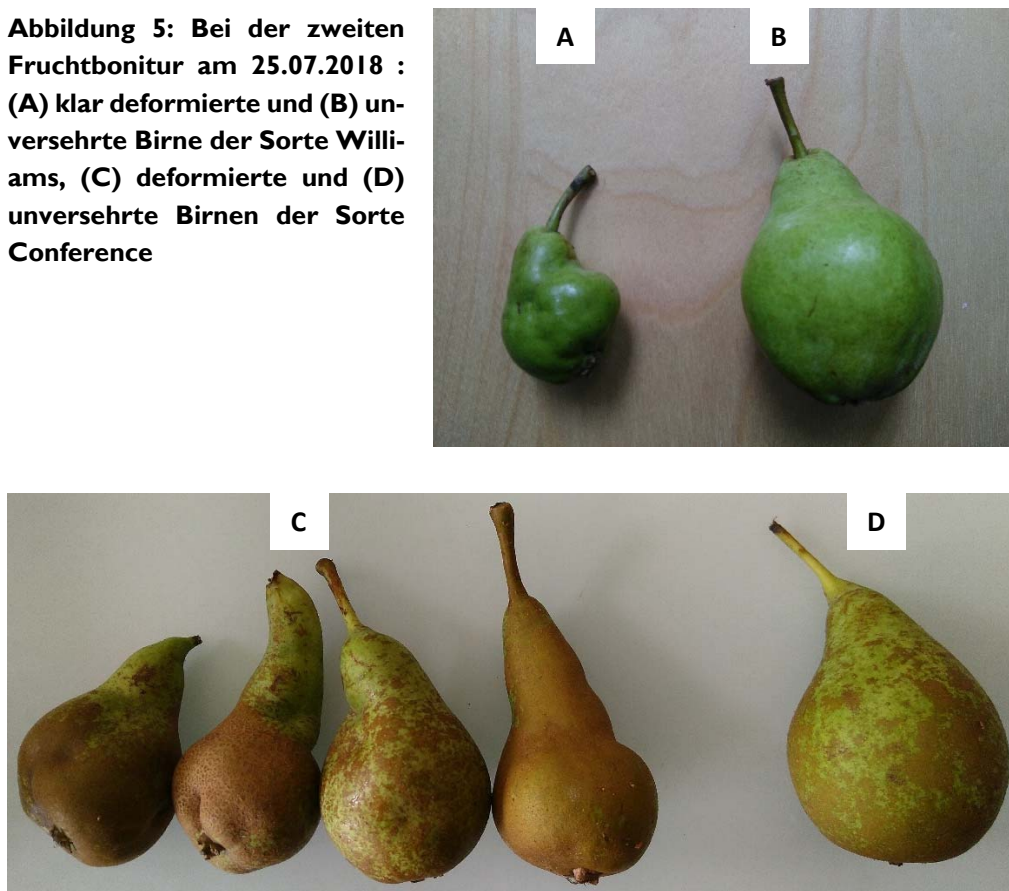 Abbildung 5: Bei der zweiten
Fruchtbonitur am 25.07.2018 :
(A) klar deformierte und (B) un-
versehrte Birne der Sorte Willi-
ams, (C) deformierte und (D)
unversehrte Birnen der Sorte
Conference
A
B
C
D